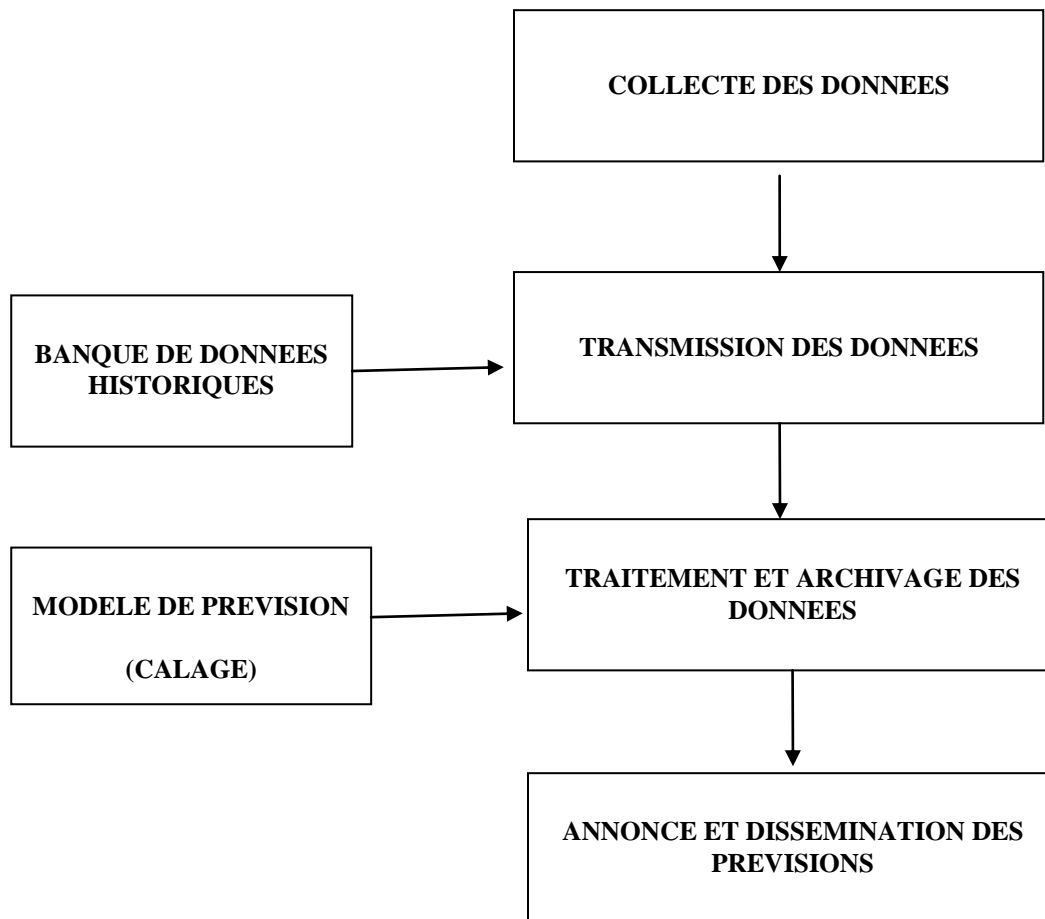 COLLECTE DES DONNEES
BANQUE DE DONNEES
HISTORIQUES
TRANSMISSION DES DONNEES
MODELE DE PREVISION
(CALAGE)
TRAITEMENT ET ARCHIVAGE DES
DONNEES
ANNONCE ET DISSEMINATION DES
PREVISIONS